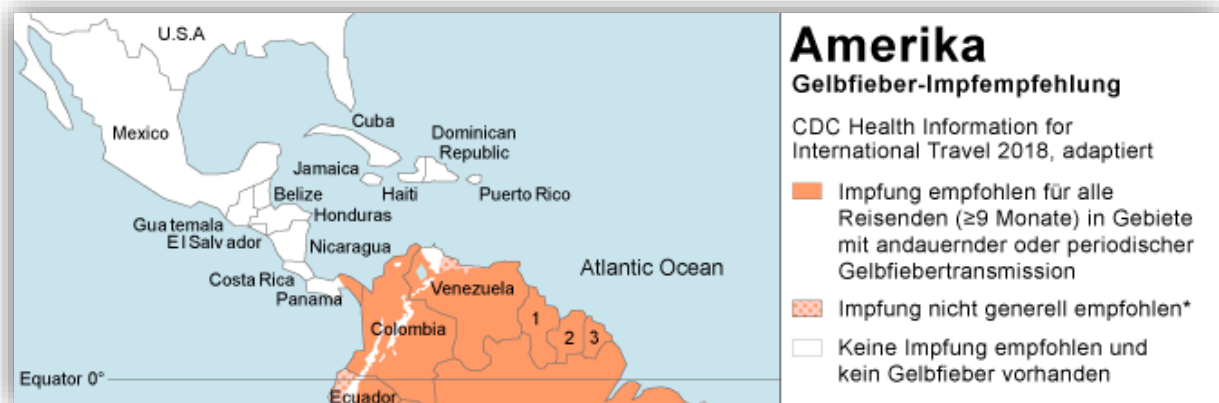 U.S.A
Mexico
Cuba
Dominican
Republic
Jamaica
Haiti
Puerto Rico
Belize
Honduras
Guatemala
El Salvador
Nicaragua
Costa Rica
Panama
Venezuela
Colombia
1
2
3
Atlantic Ocean
Equator 0°
Ecuador
Amerika
Gelbfieber-Impfempfehlung
CDC Health Information for
International Travel 2018, adaptiert
Impfung empfohlen für alle
Reisenden (≥9 Monate) in Gebiete
mit andauernder oder periodischer
Gelbfiebertransmission
Impfung nicht generell empfohlen*
Keine Impfung empfohlen und
kein Gelbfieber vorhanden